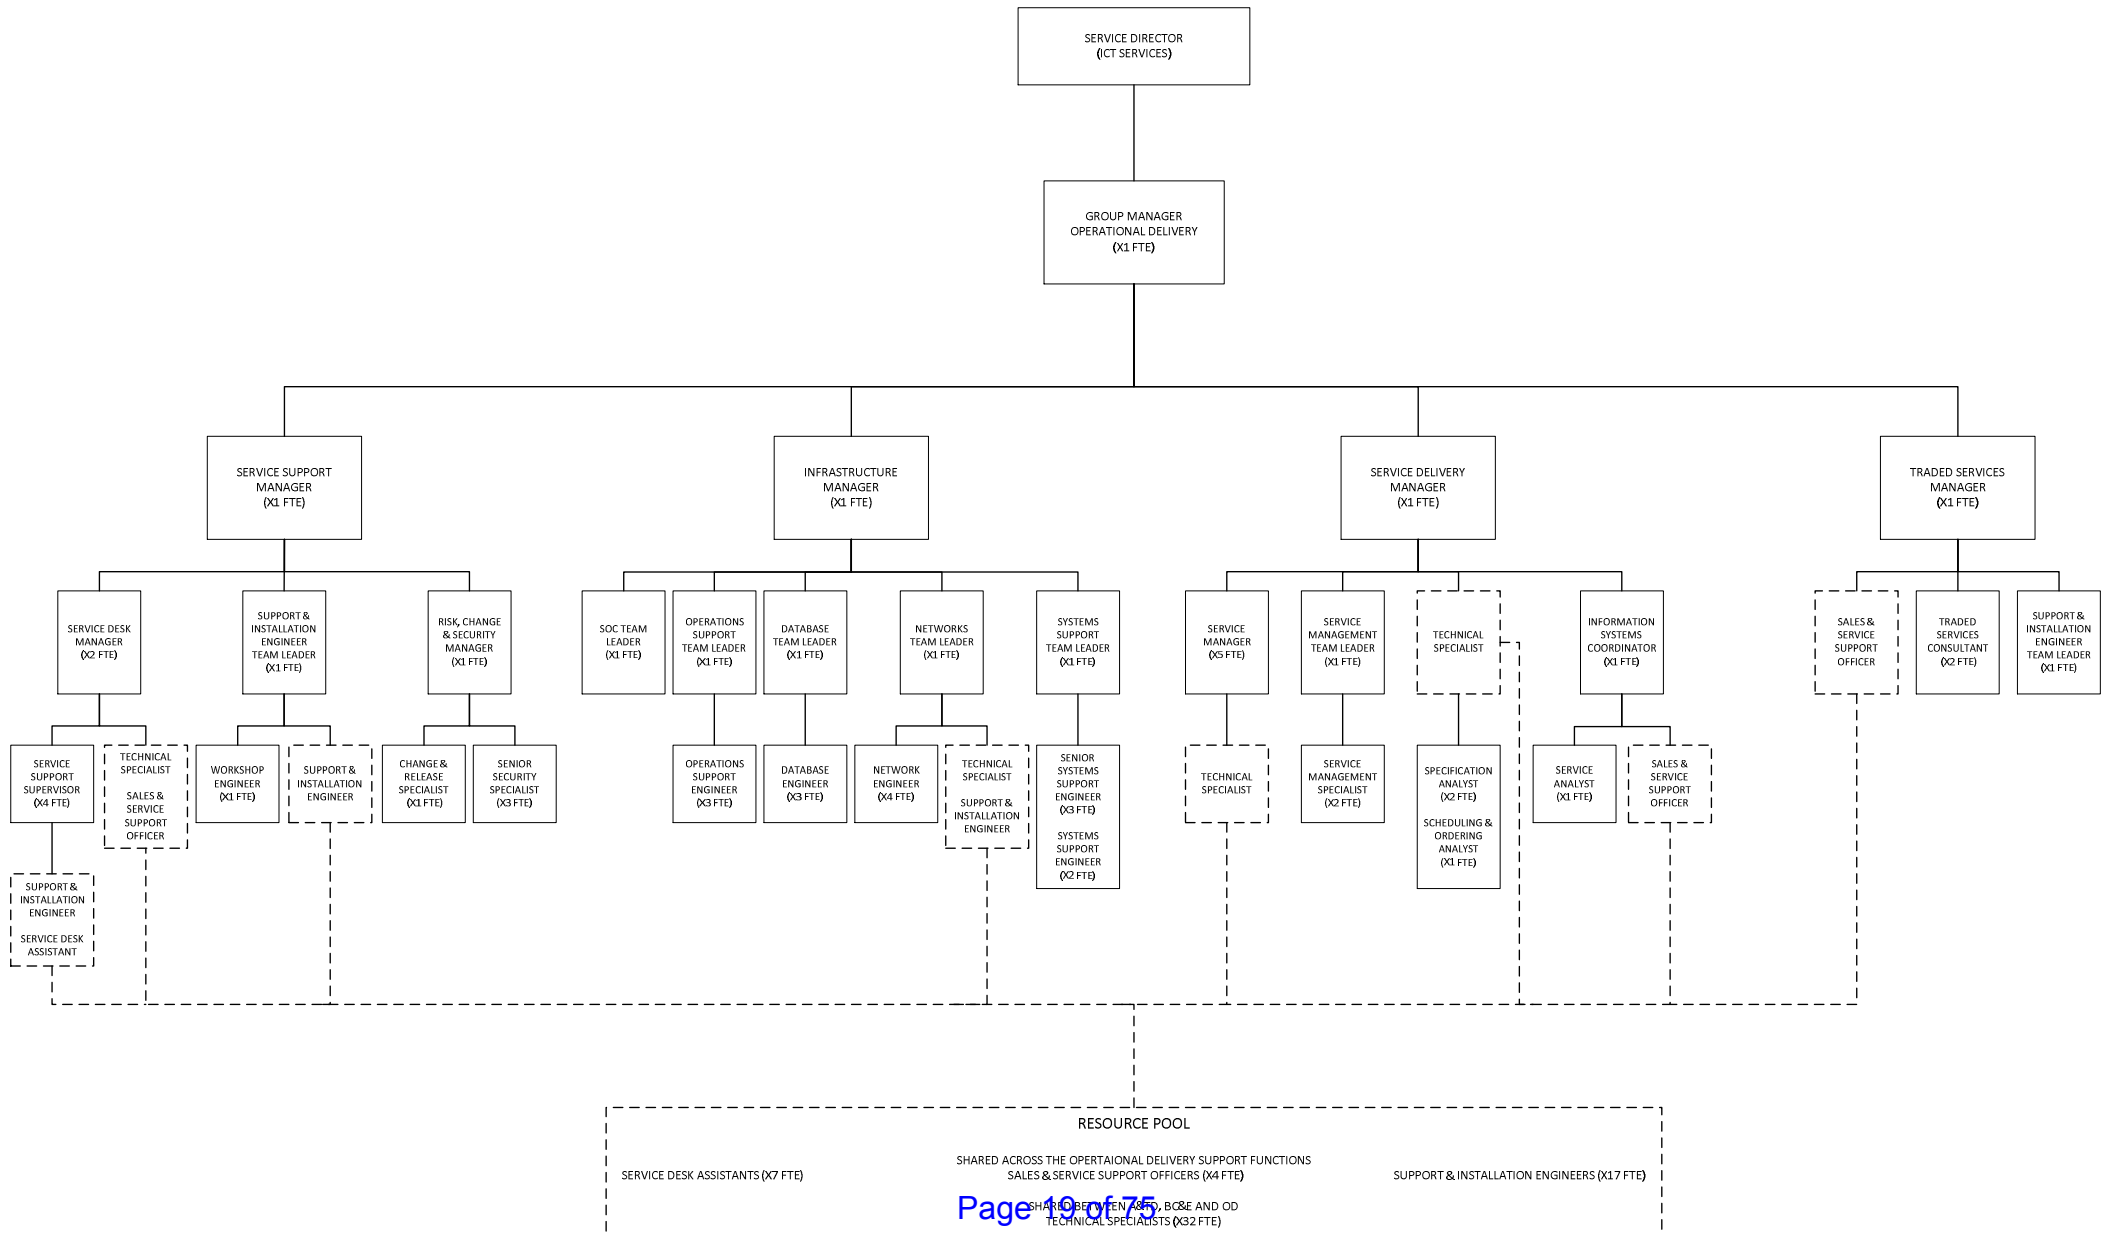 SERVICE DIRECTOR
(ICT SERVICES)
GROUP MANAGER
OPERATIONAL DELIVERY
(X1 FTE)
SERVICE SUPPORT
MANAGER
(X1 FTE)
INFRASTRUCTURE
MANAGER
(X1 FTE)
SERVICE DELIVERY
MANAGER
(X1 FTE)
TRADED SERVICES
MANAGER
(X1 FTE)
SERVICE DESK
MANAGER
(X2 FTE)
SUPPORT &
INSTALLATION
ENGINEER
TEAM LEADER
(X1 FTE)
RISK, CHANGE
& SECURITY
MANAGER
(X1 FTE)
SOC TEAM
LEADER
(X1 FTE)
OPERATIONS
SUPPORT
TEAM LEADER
(X1 FTE)
DATABASE
TEAM LEADER
(X1 FTE)
NETWORKS
TEAM LEADER
(X1 FTE)
SYSTEMS
SUPPORT
TEAM LEADER
(X1 FTE)
SERVICE
MANAGER
(X5 FTE)
SERVICE
MANAGEMENT
TEAM LEADER
(X1 FTE)
TECHNICAL
SPECIALIST
INFORMATION
SYSTEMS
COORDINATOR
(X1 FTE)
SALES &
SERVICE
SUPPORT
OFFICER
TRADED
SERVICES
CONSULTANT
(X2 FTE)
SUPPORT &
INSTALLATION
ENGINEER
TEAM LEADER
(X1 FTE)
SERVICE
SUPPORT
SUPERVISOR
(X4 FTE)
TECHNICAL
SPECIALIST
SALES &
SERVICE
SUPPORT
OFFICER
WORKSHOP
ENGINEER
(X1 FTE)
SUPPORT &
INSTALLATION
ENGINEER
CHANGE &
RELEASE
SPECIALIST
(X1 FTE)
SENIOR
SECURITY
SPECIALIST
(X3 FTE)
OPERATIONS
SUPPORT
ENGINEER
(X3 FTE)
DATABASE
ENGINEER
(X3 FTE)
NETWORK
ENGINEER
(X4 FTE)
TECHNICAL
SPECIALIST
SUPPORT &
INSTALLATION
ENGINEER
SENIOR
SYSTEMS
SUPPORT
ENGINEER
(X3 FTE)
SYSTEMS
SUPPORT
ENGINEER
(X2 FTE)
TECHNICAL
SPECIALIST
SERVICE
MANAGEMENT
SPECIALIST
(X2 FTE)
SPECIFICATION
ANALYST
(X2 FTE)
SCHEDULING &
ORDERING
ANALYST
(X1 FTE)
SERVICE
ANALYST
(X1 FTE)
SALES &
SERVICE
SUPPORT
OFFICER
SUPPORT &
INSTALLATION
ENGINEER
SERVICE DESK
ASSISTANT
RESOURCE POOL
SHARED ACROSS THE OPERTAIONAL DELIVERY SUPPORT FUNCTIONS
SERVICE DESK ASSISTANTS (X7 FTE)
SALES & SERVICE SUPPORT OFFICERS (X4 FTE)
SUPPORT & INSTALLATION ENGINEERS (X17 FTE)
SHARED BETWEEN A&TD, BC&E AND OD
TECHNICAL SPECIALISTS (X32 FTE)
Page 19 of 75